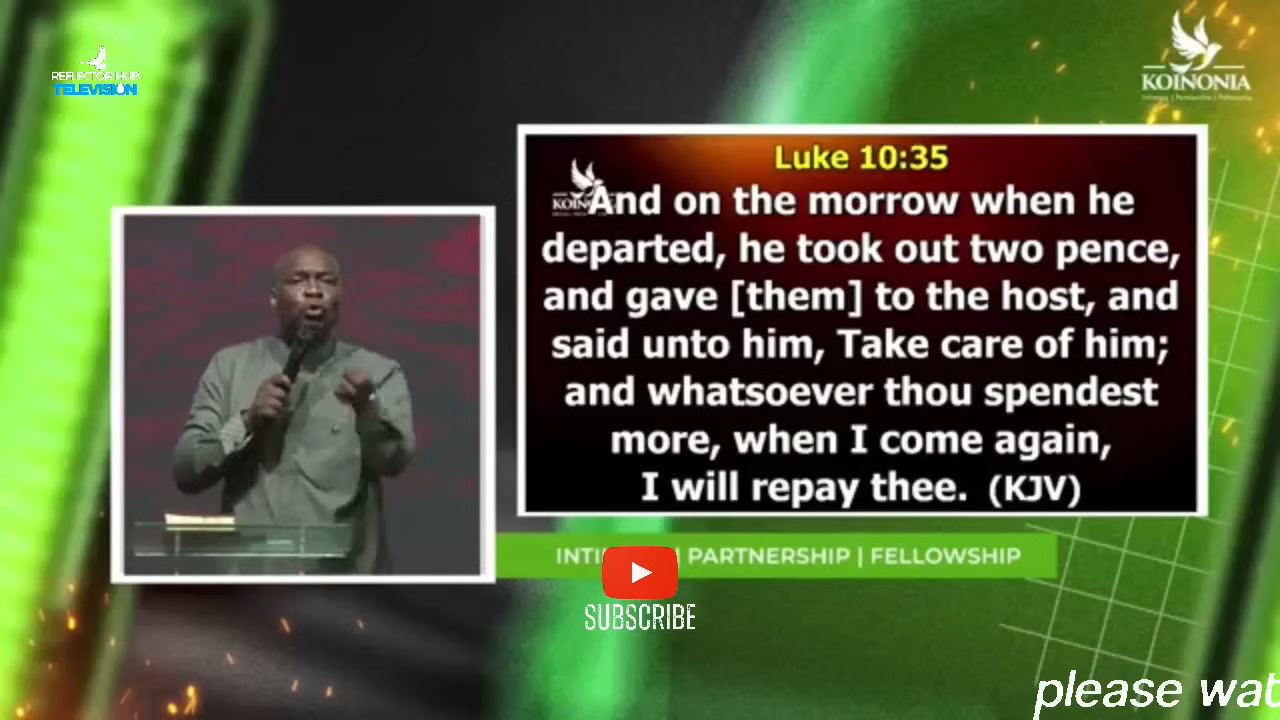 REFLECTOR HUB
TELEVISION
KOINONIA
Luke 10:35
And on the morrow when he
departed, he took out two pence,
and gave [them] to the host, and
said unto him, Take care of him;
and whatsoever thou spendest
more, when I come again,
I will repay thee. (KJV)
PARTNERSHIP | FELLOWSHIP
SUBSCRIBE
please wat